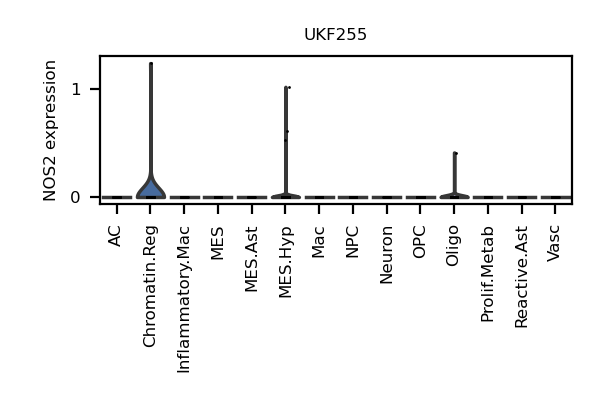 UKF255
NOS2 expression
1
0
AC
Chromatin.Reg
Inflammatory.Mac
MES
MES.Ast
MES.Hyp
Mac
NPC
Neuron
OPC
Oligo
Prolif.Metab
Reactive.Ast
Vasc